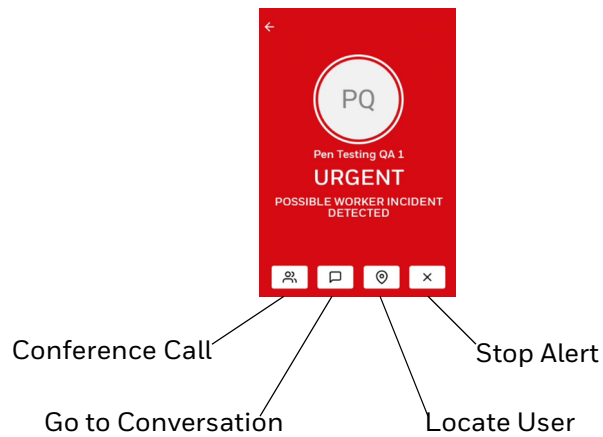 PQ
Pen Testing QA 1
URGENT
POSSIBLE WORKER INCIDENT
DETECTED
Conference Call
Stop Alert
Go to Conversation
Locate User